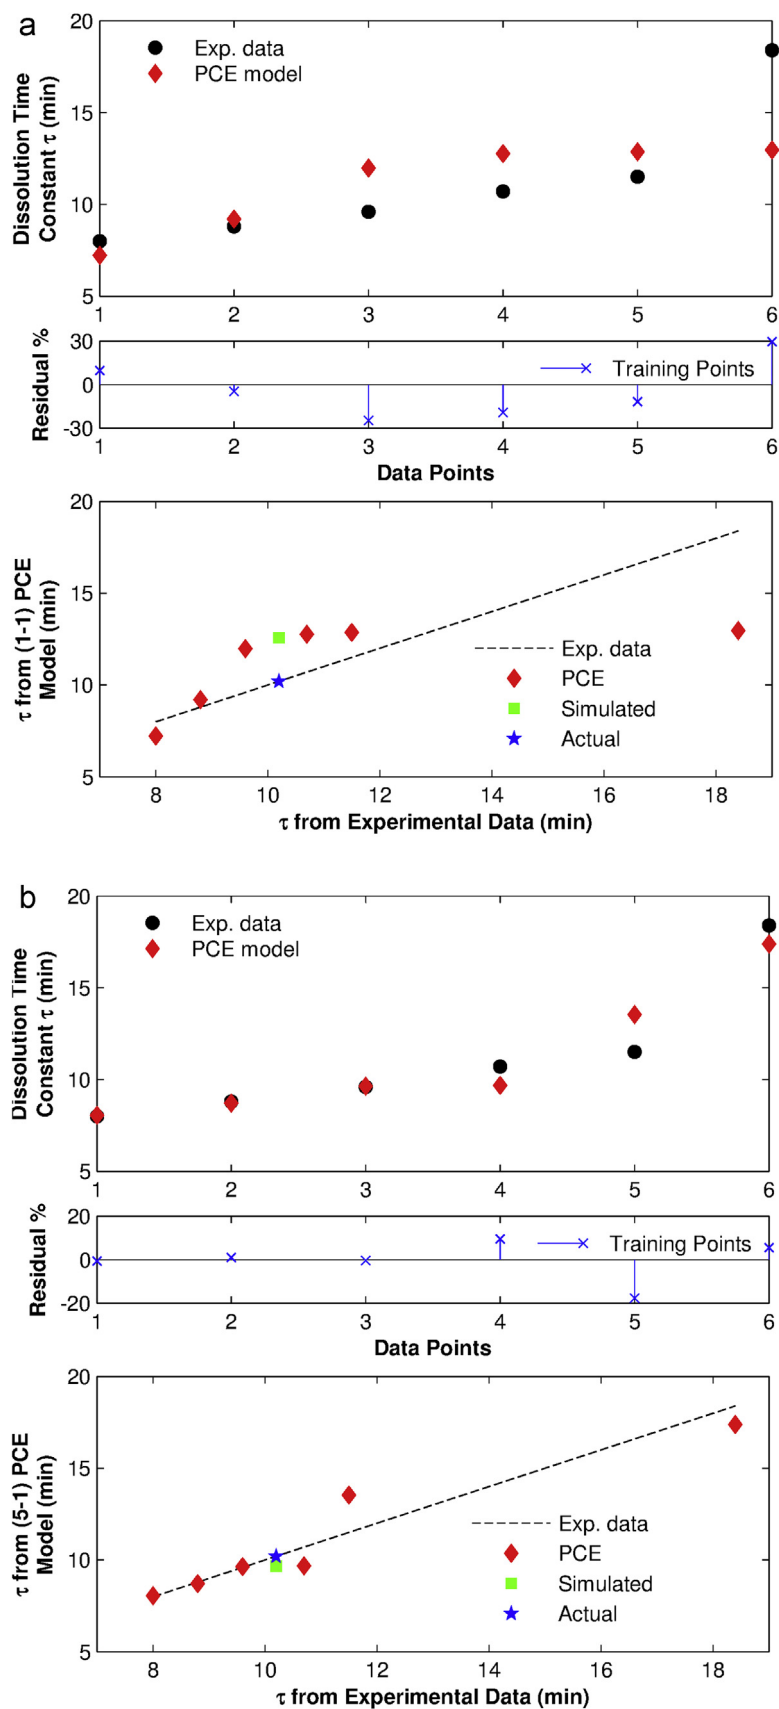 a
20
15
10
5
Dissolution Time
Constant τ (min)
Exp. data
PCE model
1 2 3 4 5 6
30
0
-30
Residual %
Training Points
1 2 3 4 5 6
Data Points
20
15
10
5
τ from (1-1) PCE
Model (min)
Exp. data
PCE
Simulated
Actual
8 10 12 14 16 18
τ from Experimental Data (min)
b
20
15
10
5
Dissolution Time
Constant τ (min)
Exp. data
PCE model
1 2 3 4 5 6
20
0
-20
Residual %
Training Points
1 2 3 4 5 6
Data Points
20
15
10
5
τ from (5-1) PCE
Model (min)
Exp. data
PCE
Simulated
Actual
8 10 12 14 16 18
τ from Experimental Data (min)